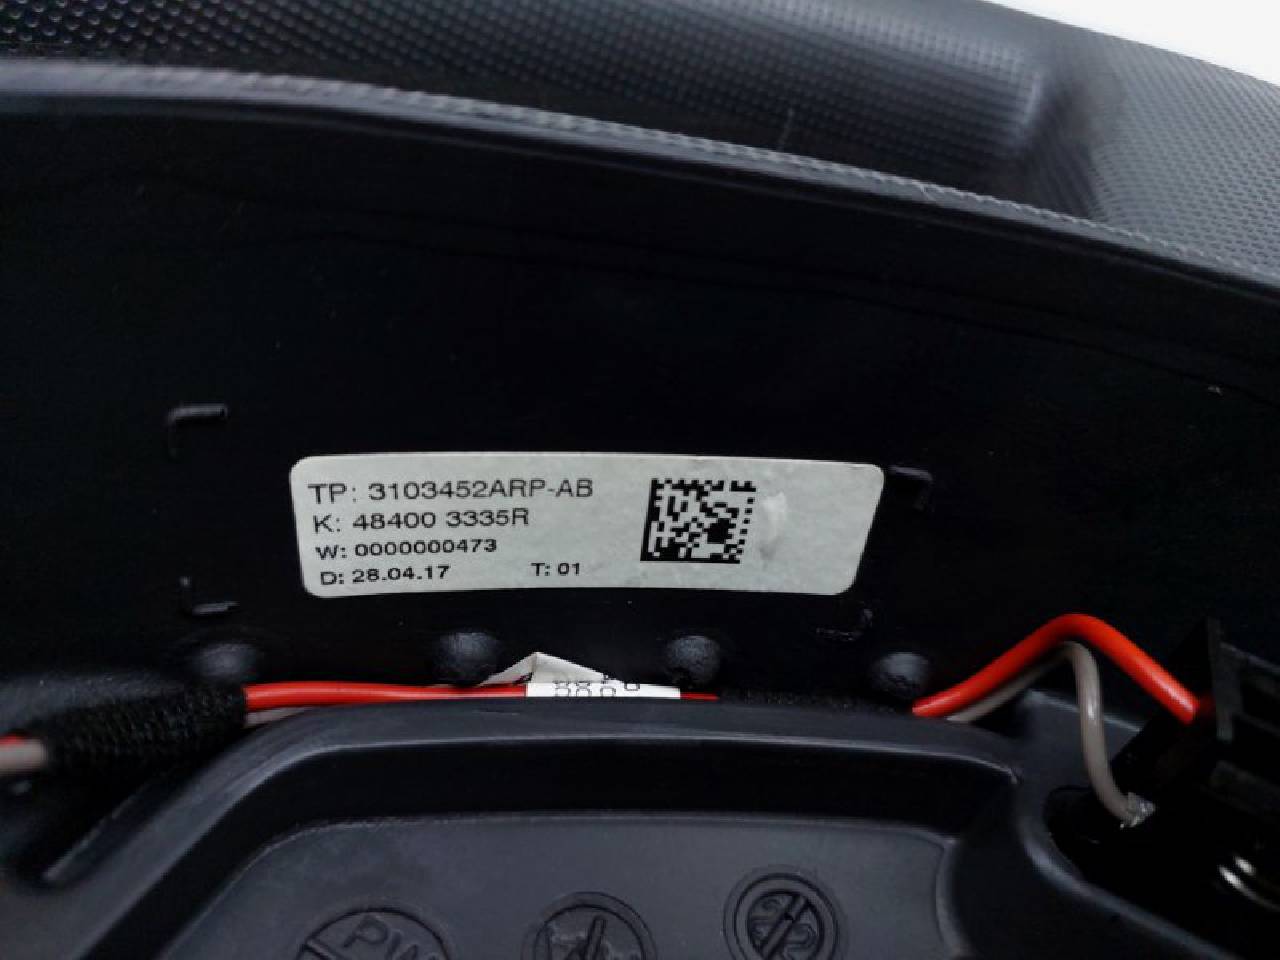 TP: 3103452ARP-AB
K: 48400 3335R
W: 0000000473
D: 28.04.17 T: 01